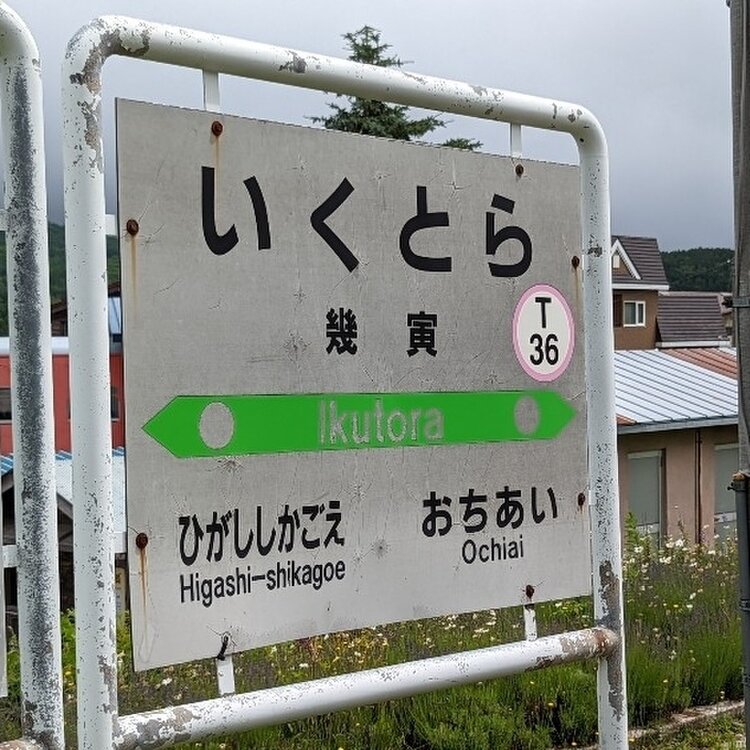 いくとら
幾寅
T
36
Ikutora
ひがししかごえ
Higashi-shikagoe
おちあい
Ochiai